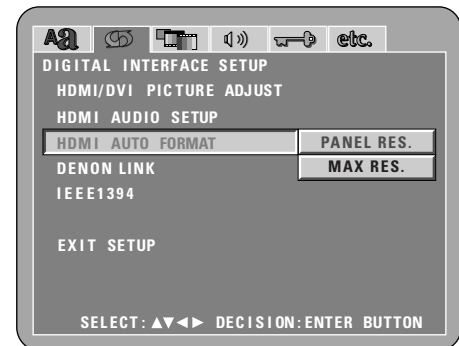 Aa etc.
DIGITAL INTERFACE SETUP
HDMI/DVI PICTURE ADJUST
HDMI AUDIO SETUP
HDMI AUTO FORMAT PANEL RES.
DENON LINK MAX RES.
IEEE1394
EXIT SETUP
SELECT:▲▼◄► DECISION:ENTER BUTTON